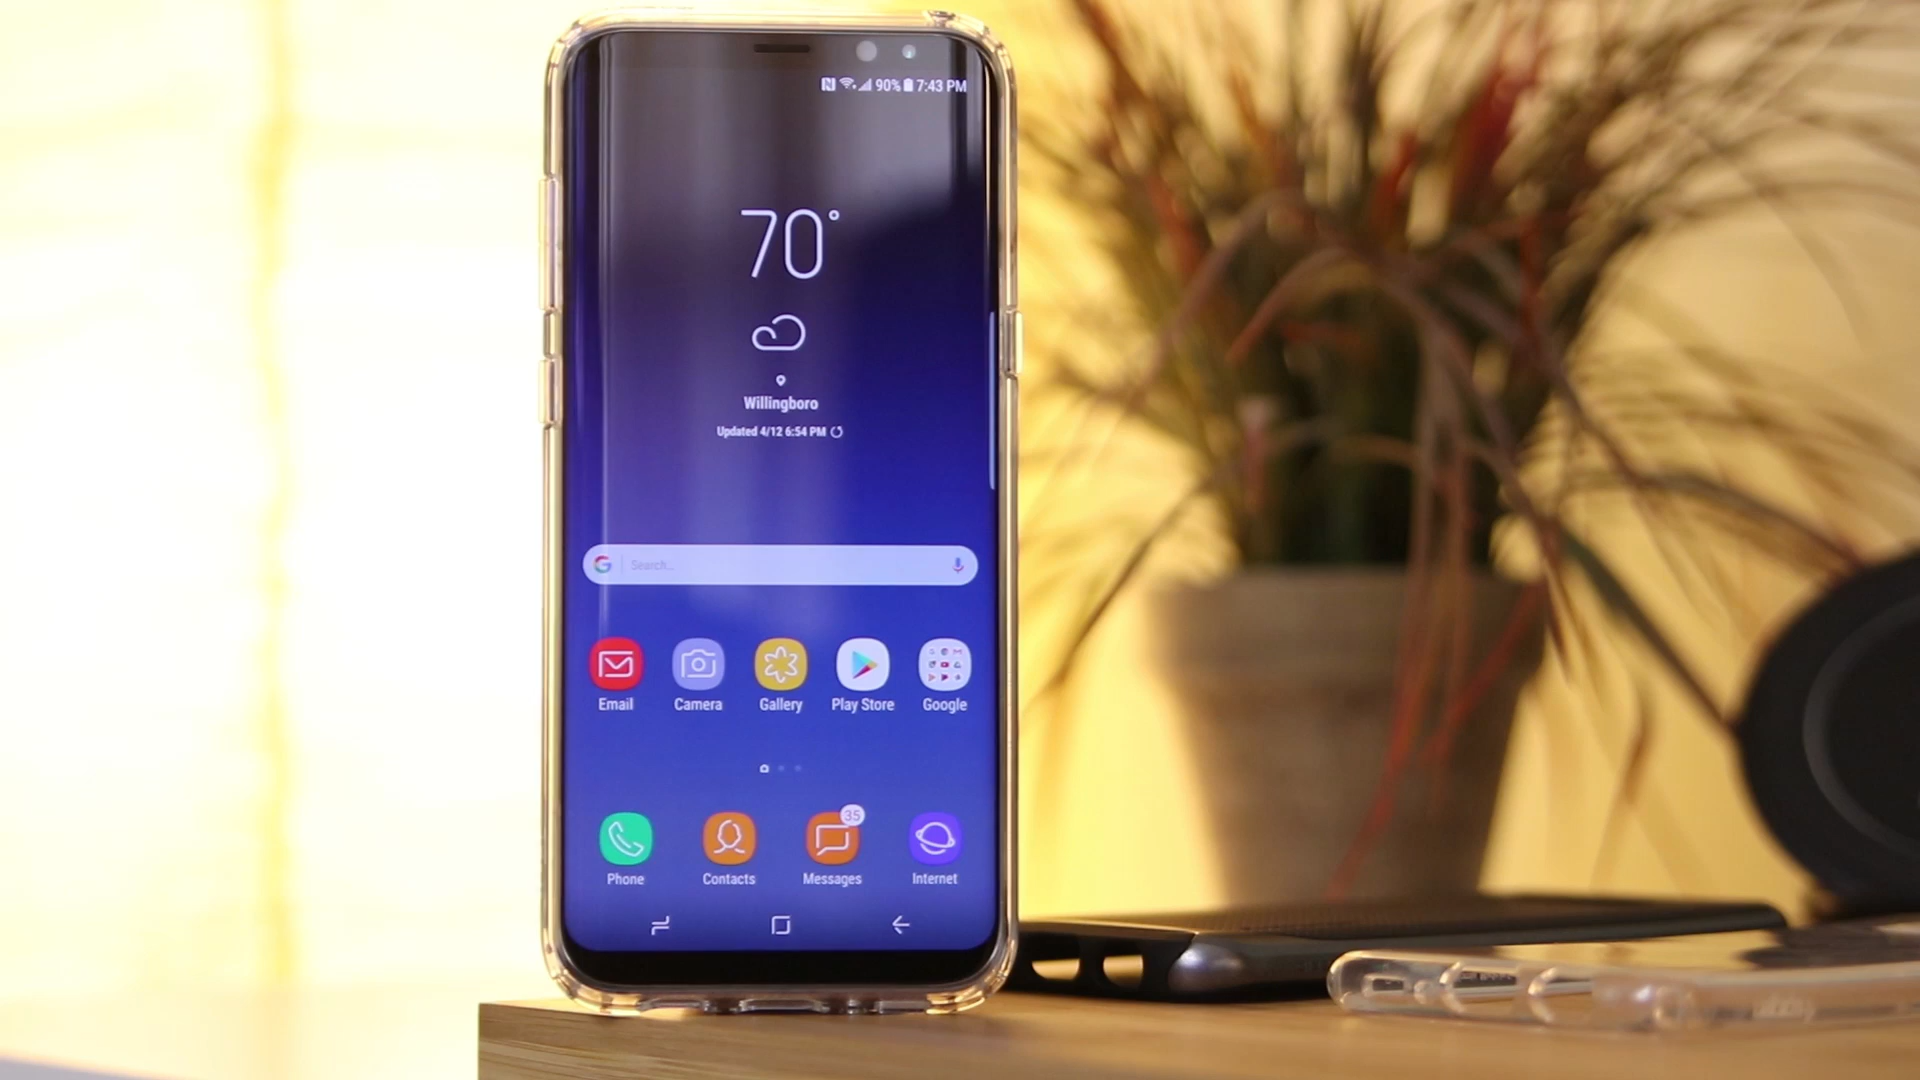 N 90% 7:43 PM
70°
Willingboro
Updated 4/12 6:54 PM
G Search...
Email Camera Gallery Play Store Google
35
Phone Contacts Messages Internet